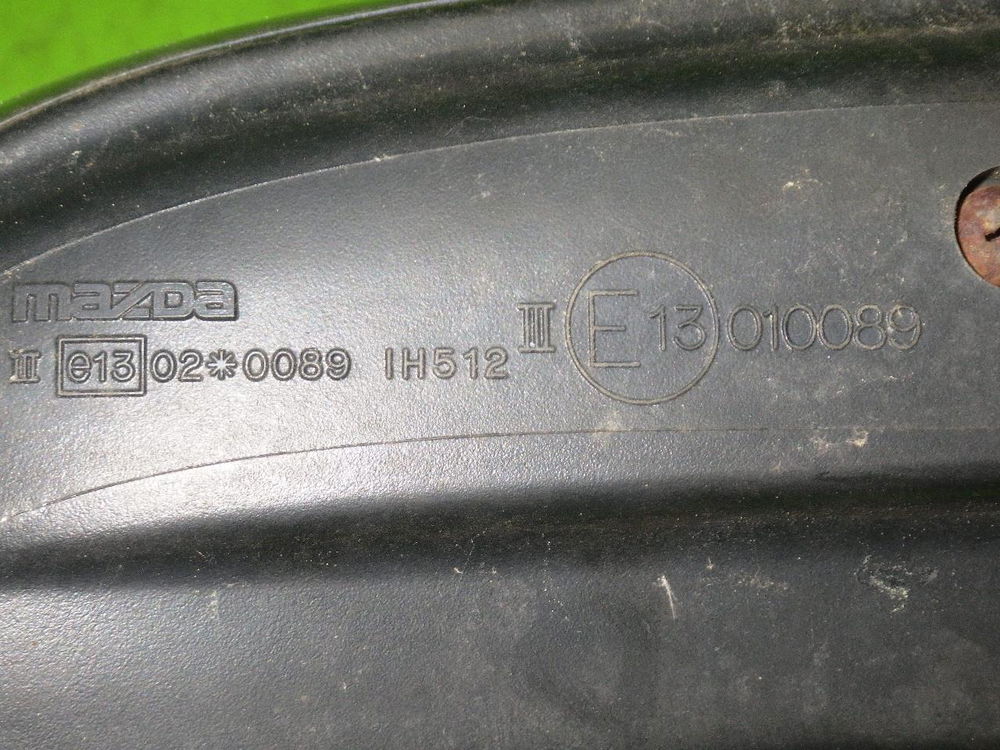 mazda
II e13 02*0089 IH512
III E13 010089